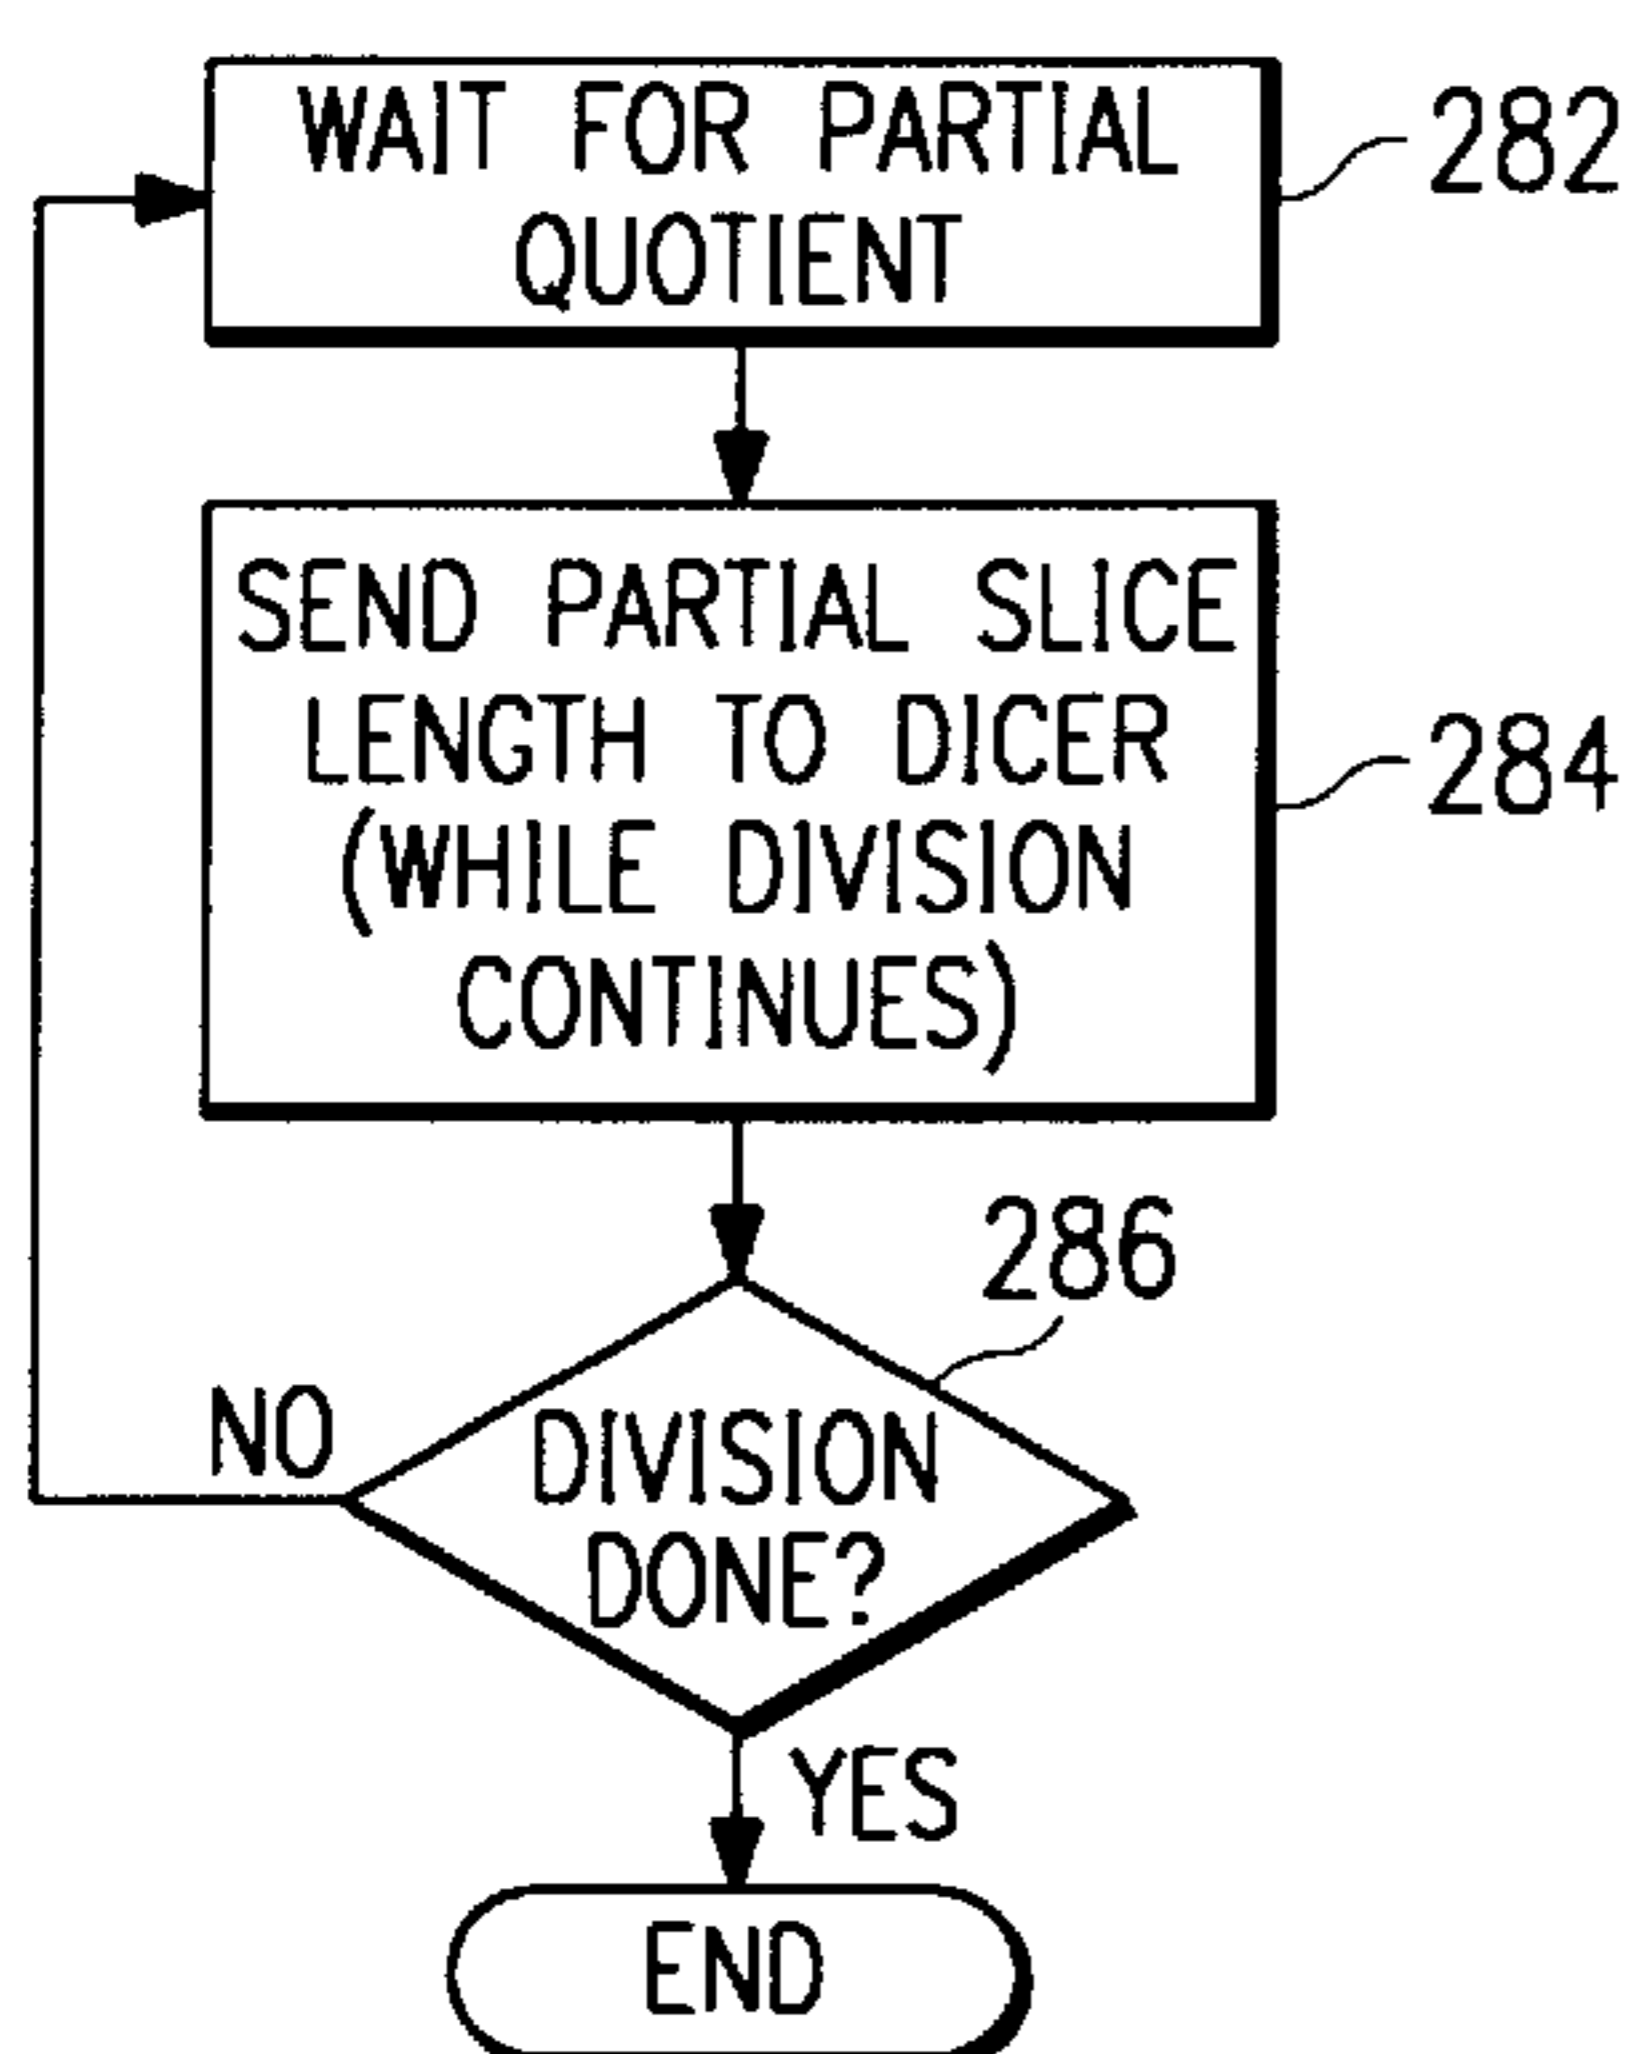 WAIT FOR PARTIAL
QUOTIENT
282
SEND PARTIAL SLICE
LENGTH TO DICER
(WHILE DIVISION
CONTINUES)
284
286
NO
DIVISION
DONE?
YES
END